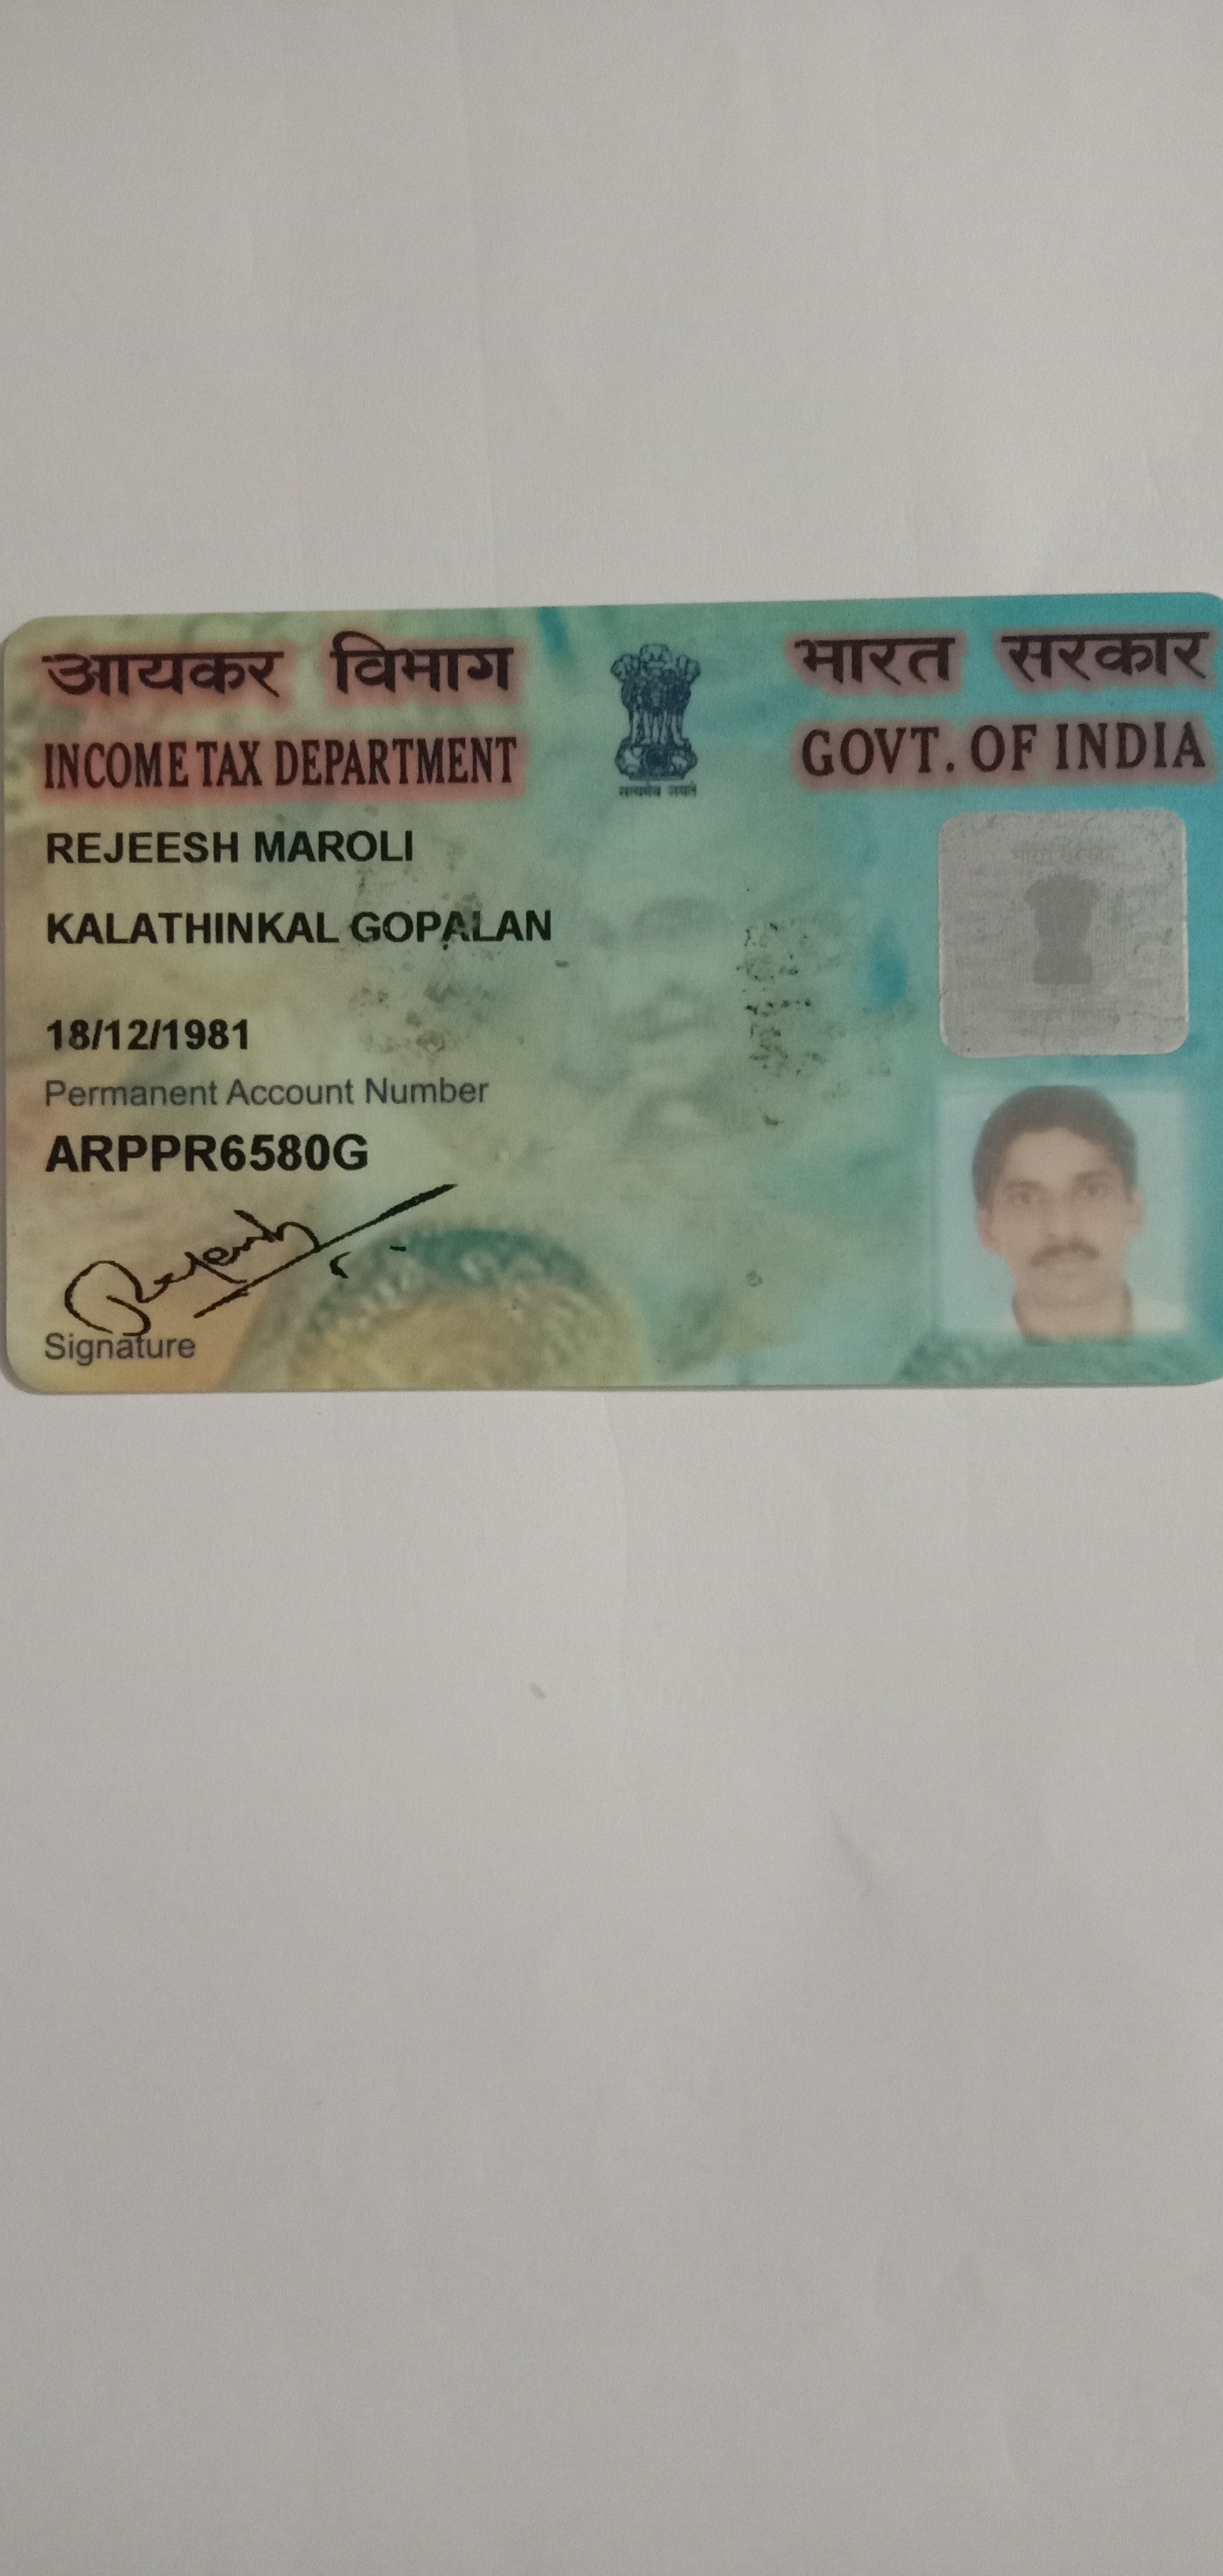 आयकर विभाग
भारत सरकार
INCOME TAX DEPARTMENT
GOVT. OF INDIA
सत्यमेव जयते
REJEESH MAROLI
KALATHINKAL GOPALAN
18/12/1981
Permanent Account Number
ARPPR6580G
Signature